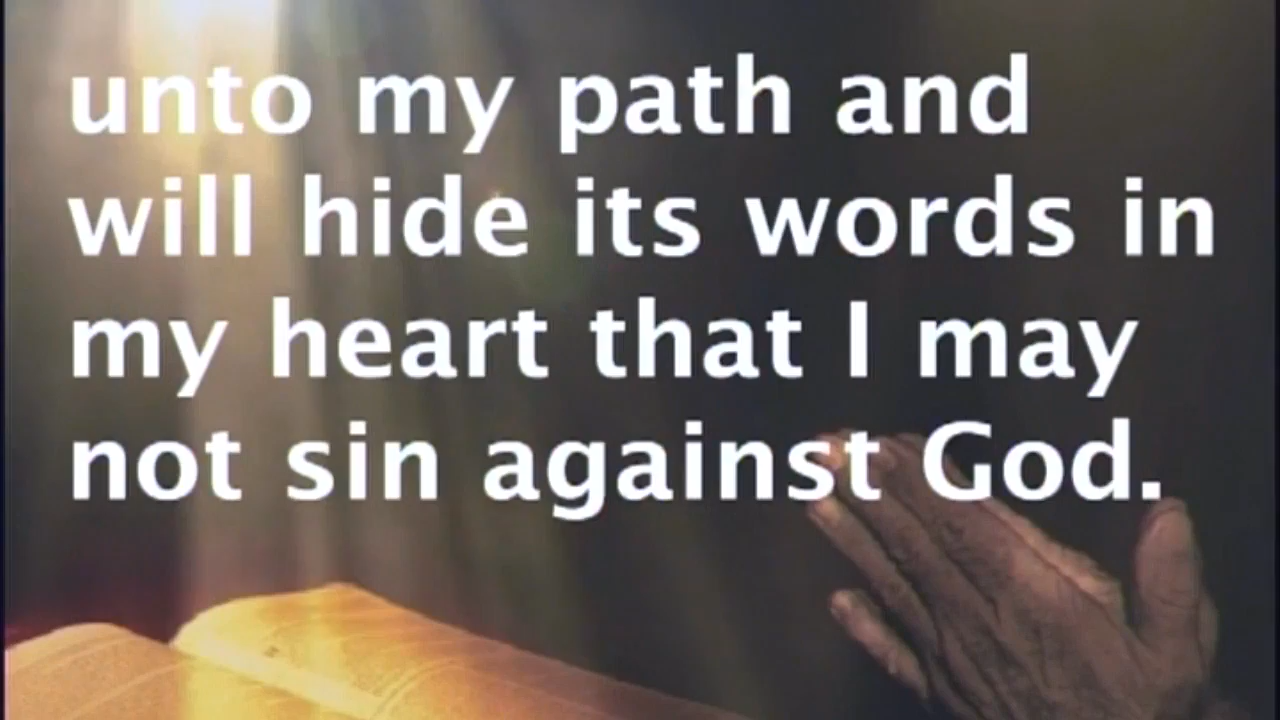 unto my path and
will hide its words in
my heart that I may
not sin against God.